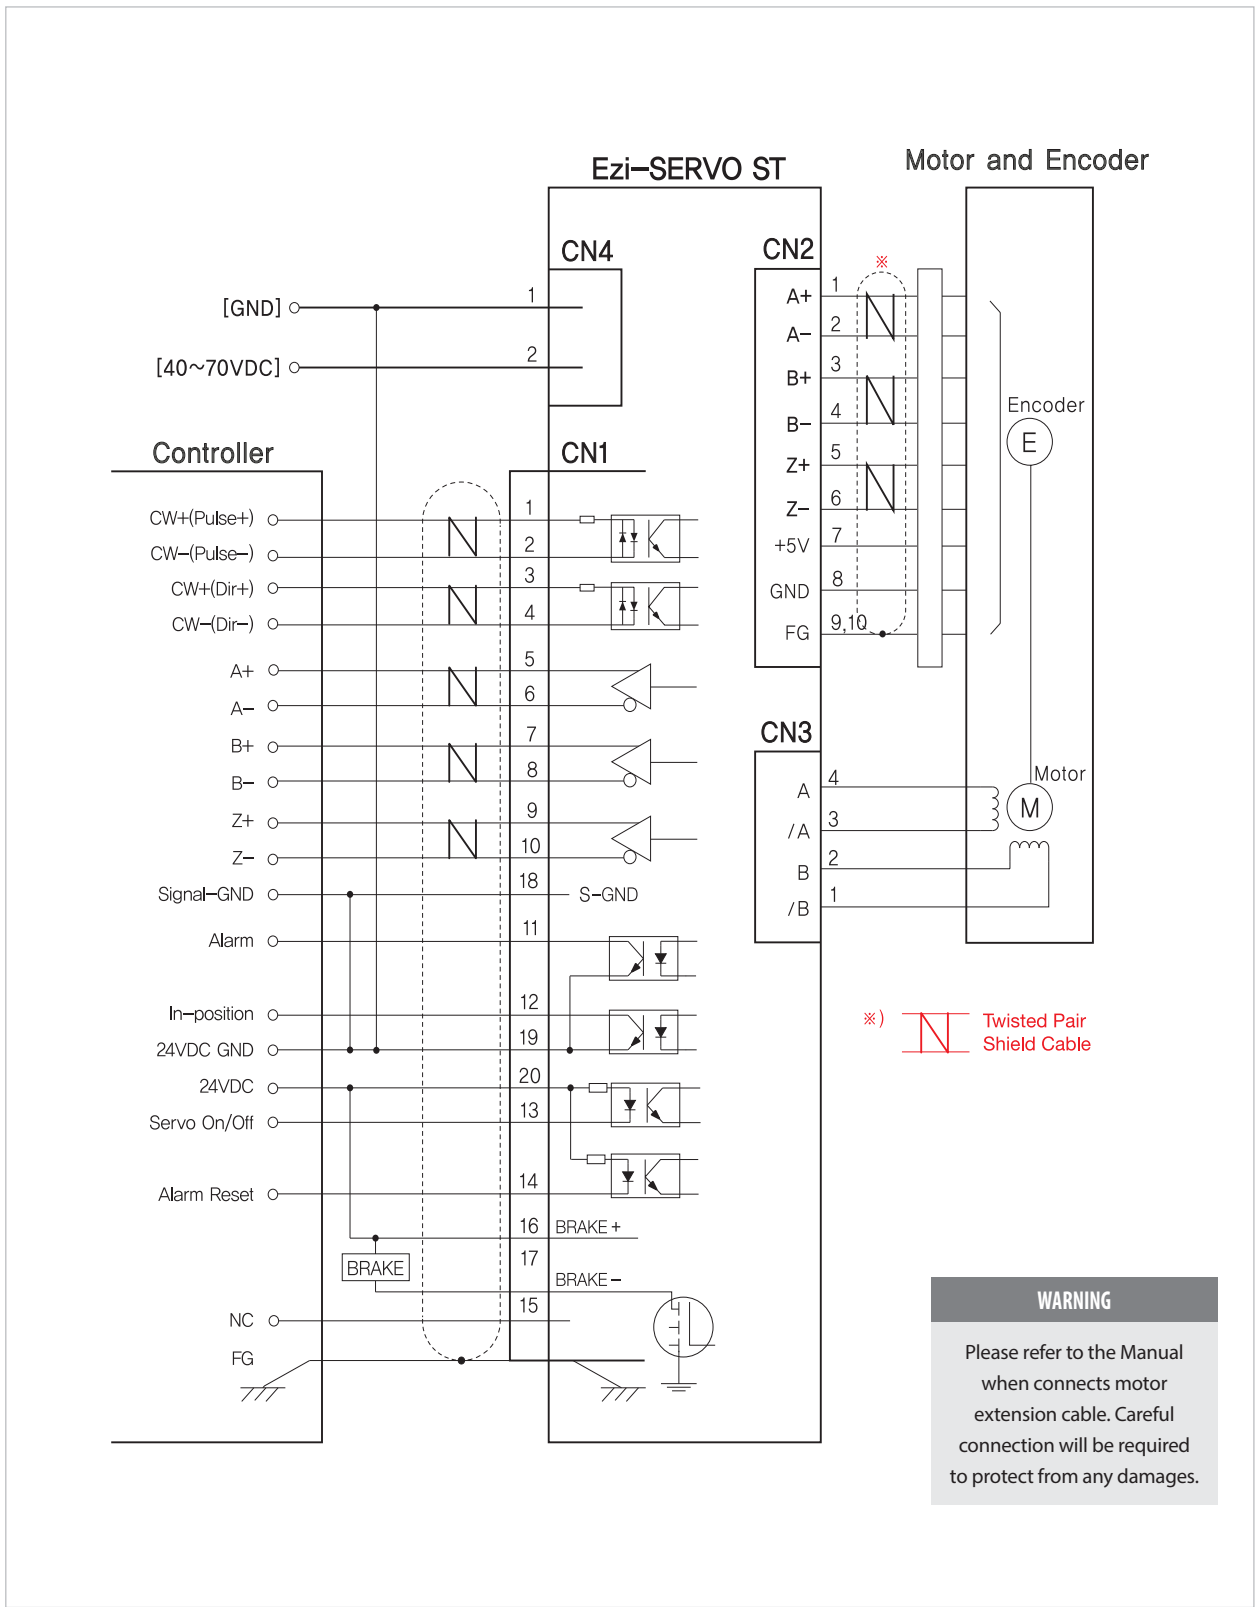 Ezi-SERVO ST
Motor and Encoder
CN4
[GND]
1
[40~70VDC]
2
CN2
※
A+ 1
A- 2
B+ 3
B- 4
Z+ 5
Z- 6
+5V 7
GND 8
FG 9,10
Encoder
E
Controller
CN1
CW+(Pulse+) 1
CW-(Pulse-) 2
CW+(Dir+) 3
CW-(Dir-) 4
A+ 5
A- 6
B+ 7
B- 8
Z+ 9
Z- 10
Signal-GND 18 S-GND
Alarm 11
In-position 12
24VDC GND 19
24VDC 20
Servo On/Off 13
Alarm Reset 14
16 BRAKE+
BRAKE 17
BRAKE-
NC 15
FG
CN3
A 4
/A 3
B 2
/B 1
Motor
M
※) Twisted Pair
Shield Cable
WARNING
Please refer to the Manual
when connects motor
extension cable. Careful
connection will be required
to protect from any damages.